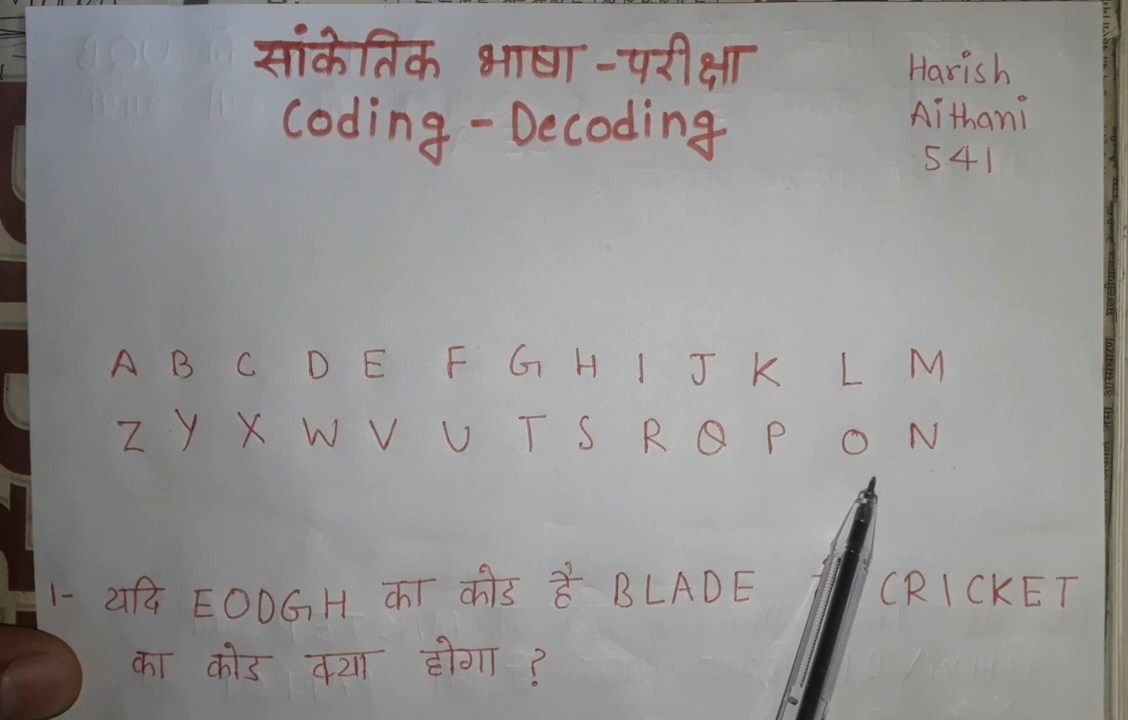 सांकेतिक भाषा - परीक्षा
Coding - Decoding
Harish
Aithani
541
A B C D E F G H I J K L M
Z Y X W V U T S R Q P O N
1- यदि EODGH का कोड है BLADE CRICKET
का कोड क्या होगा ?